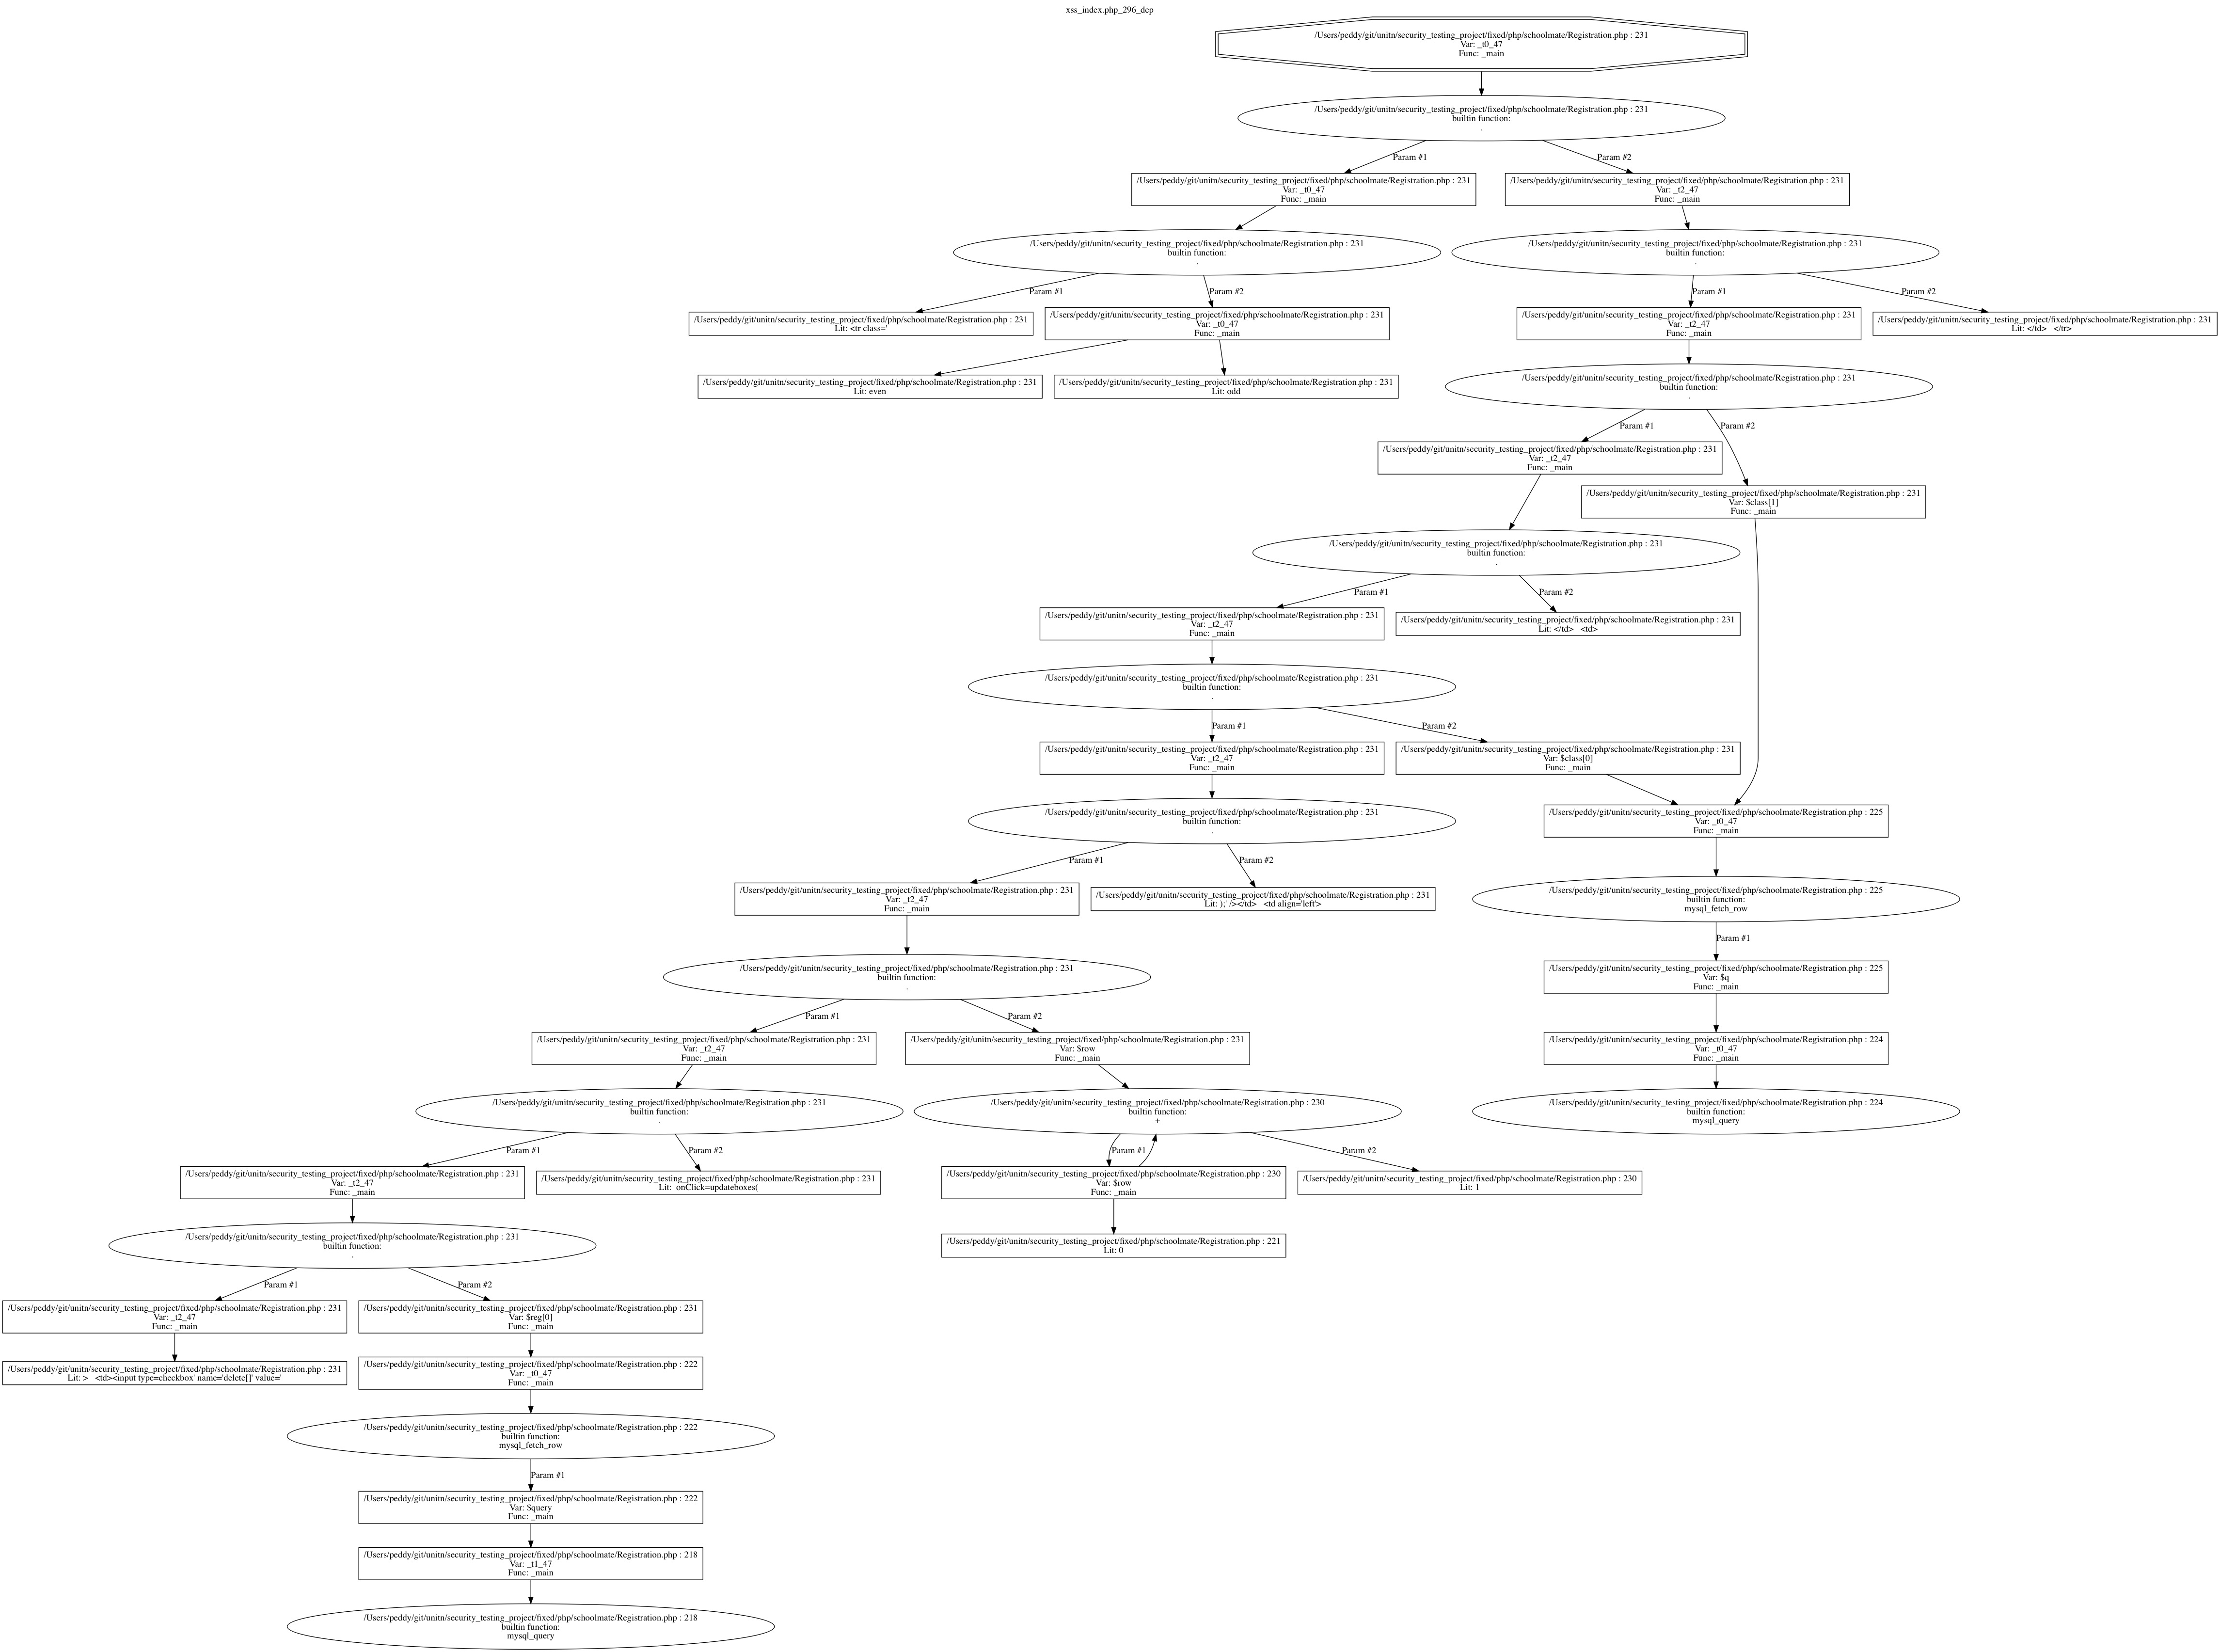 xss_index.php_296_dep
/Users/peddy/git/unitn/security_testing_project/fixed/php/schoolmate/Registration.php : 231
Var: _t0_47
Func: _main
/Users/peddy/git/unitn/security_testing_project/fixed/php/schoolmate/Registration.php : 231
builtin function:
.
Param #1
Param #2
/Users/peddy/git/unitn/security_testing_project/fixed/php/schoolmate/Registration.php : 231
Var: _t0_47
Func: _main
/Users/peddy/git/unitn/security_testing_project/fixed/php/schoolmate/Registration.php : 231
Var: _t2_47
Func: _main
/Users/peddy/git/unitn/security_testing_project/fixed/php/schoolmate/Registration.php : 231
builtin function:
.
/Users/peddy/git/unitn/security_testing_project/fixed/php/schoolmate/Registration.php : 231
builtin function:
.
Param #1
Param #2
Param #1
Param #2
/Users/peddy/git/unitn/security_testing_project/fixed/php/schoolmate/Registration.php : 231
Lit: <tr class='
/Users/peddy/git/unitn/security_testing_project/fixed/php/schoolmate/Registration.php : 231
Var: _t0_47
Func: _main
/Users/peddy/git/unitn/security_testing_project/fixed/php/schoolmate/Registration.php : 231
Var: _t2_47
Func: _main
/Users/peddy/git/unitn/security_testing_project/fixed/php/schoolmate/Registration.php : 231
Lit: </td>   </tr>
/Users/peddy/git/unitn/security_testing_project/fixed/php/schoolmate/Registration.php : 231
Lit: even
/Users/peddy/git/unitn/security_testing_project/fixed/php/schoolmate/Registration.php : 231
Lit: odd
/Users/peddy/git/unitn/security_testing_project/fixed/php/schoolmate/Registration.php : 231
builtin function:
.
Param #1
Param #2
/Users/peddy/git/unitn/security_testing_project/fixed/php/schoolmate/Registration.php : 231
Var: _t2_47
Func: _main
/Users/peddy/git/unitn/security_testing_project/fixed/php/schoolmate/Registration.php : 231
Var: $class[1]
Func: _main
/Users/peddy/git/unitn/security_testing_project/fixed/php/schoolmate/Registration.php : 231
builtin function:
.
Param #1
Param #2
/Users/peddy/git/unitn/security_testing_project/fixed/php/schoolmate/Registration.php : 231
Var: _t2_47
Func: _main
/Users/peddy/git/unitn/security_testing_project/fixed/php/schoolmate/Registration.php : 231
Lit: </td>   <td>
/Users/peddy/git/unitn/security_testing_project/fixed/php/schoolmate/Registration.php : 231
builtin function:
.
Param #1
Param #2
/Users/peddy/git/unitn/security_testing_project/fixed/php/schoolmate/Registration.php : 231
Var: _t2_47
Func: _main
/Users/peddy/git/unitn/security_testing_project/fixed/php/schoolmate/Registration.php : 231
Var: $class[0]
Func: _main
/Users/peddy/git/unitn/security_testing_project/fixed/php/schoolmate/Registration.php : 231
builtin function:
.
/Users/peddy/git/unitn/security_testing_project/fixed/php/schoolmate/Registration.php : 225
Var: _t0_47
Func: _main
Param #1
Param #2
/Users/peddy/git/unitn/security_testing_project/fixed/php/schoolmate/Registration.php : 231
Var: _t2_47
Func: _main
/Users/peddy/git/unitn/security_testing_project/fixed/php/schoolmate/Registration.php : 231
Lit: );' /></td>   <td align='left'>
/Users/peddy/git/unitn/security_testing_project/fixed/php/schoolmate/Registration.php : 225
builtin function:
mysql_fetch_row
Param #1
/Users/peddy/git/unitn/security_testing_project/fixed/php/schoolmate/Registration.php : 231
builtin function:
.
/Users/peddy/git/unitn/security_testing_project/fixed/php/schoolmate/Registration.php : 225
Var: $q
Func: _main
Param #1
Param #2
/Users/peddy/git/unitn/security_testing_project/fixed/php/schoolmate/Registration.php : 231
Var: _t2_47
Func: _main
/Users/peddy/git/unitn/security_testing_project/fixed/php/schoolmate/Registration.php : 231
Var: $row
Func: _main
/Users/peddy/git/unitn/security_testing_project/fixed/php/schoolmate/Registration.php : 224
Var: _t0_47
Func: _main
/Users/peddy/git/unitn/security_testing_project/fixed/php/schoolmate/Registration.php : 231
builtin function:
.
/Users/peddy/git/unitn/security_testing_project/fixed/php/schoolmate/Registration.php : 230
builtin function:
+
/Users/peddy/git/unitn/security_testing_project/fixed/php/schoolmate/Registration.php : 224
builtin function:
mysql_query
Param #1
Param #2
Param #1
Param #2
/Users/peddy/git/unitn/security_testing_project/fixed/php/schoolmate/Registration.php : 231
Var: _t2_47
Func: _main
/Users/peddy/git/unitn/security_testing_project/fixed/php/schoolmate/Registration.php : 231
Lit:  onClick=updateboxes(
/Users/peddy/git/unitn/security_testing_project/fixed/php/schoolmate/Registration.php : 230
Var: $row
Func: _main
/Users/peddy/git/unitn/security_testing_project/fixed/php/schoolmate/Registration.php : 230
Lit: 1
/Users/peddy/git/unitn/security_testing_project/fixed/php/schoolmate/Registration.php : 231
builtin function:
.
/Users/peddy/git/unitn/security_testing_project/fixed/php/schoolmate/Registration.php : 221
Lit: 0
Param #1
Param #2
/Users/peddy/git/unitn/security_testing_project/fixed/php/schoolmate/Registration.php : 231
Var: _t2_47
Func: _main
/Users/peddy/git/unitn/security_testing_project/fixed/php/schoolmate/Registration.php : 231
Var: $reg[0]
Func: _main
/Users/peddy/git/unitn/security_testing_project/fixed/php/schoolmate/Registration.php : 231
Lit: >   <td><input type=checkbox' name='delete[]' value='
/Users/peddy/git/unitn/security_testing_project/fixed/php/schoolmate/Registration.php : 222
Var: _t0_47
Func: _main
/Users/peddy/git/unitn/security_testing_project/fixed/php/schoolmate/Registration.php : 222
builtin function:
mysql_fetch_row
Param #1
/Users/peddy/git/unitn/security_testing_project/fixed/php/schoolmate/Registration.php : 222
Var: $query
Func: _main
/Users/peddy/git/unitn/security_testing_project/fixed/php/schoolmate/Registration.php : 218
Var: _t1_47
Func: _main
/Users/peddy/git/unitn/security_testing_project/fixed/php/schoolmate/Registration.php : 218
builtin function:
mysql_query